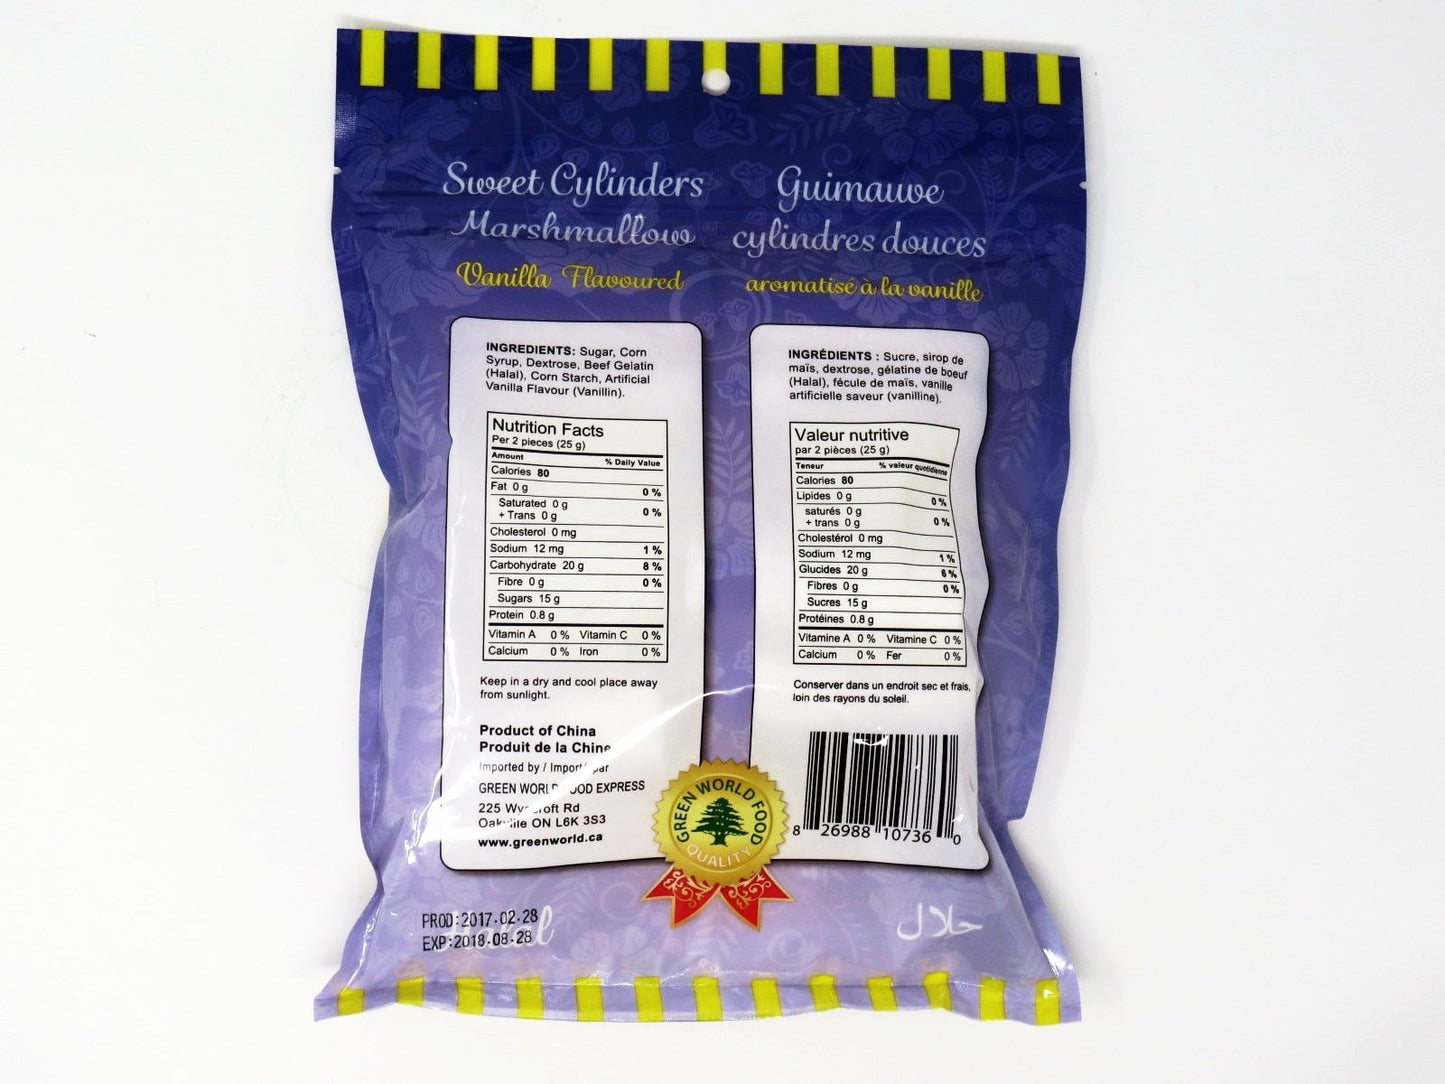 Sweet Cylinders
Marshmallow
Vanilla Flavoured
INGREDIENTS: Sugar, Corn
Syrup, Dextrose, Beef Gelatin
(Halal), Corn Starch, Artificial
Vanilla Flavour (Vanillin).
Nutrition Facts
Per 2 pieces (25 g)
Amount % Daily Value
Calories 80
Fat 0 g 0 %
Saturated 0 g
+ Trans 0 g 0 %
Cholesterol 0 mg
Sodium 12 mg 1 %
Carbohydrate 20 g 8 %
Fibre 0 g 0 %
Sugars 15 g
Protein 0.8 g
Vitamin A 0 % Vitamin C 0 %
Calcium 0 % Iron 0 %
Keep in a dry and cool place away
from sunlight.
Product of China
Produit de la Chine
Imported by / Importé par
GREEN WORLD FOOD EXPRESS
225 Wyecroft Rd
Oakville ON L6K 3S3
www.greenworld.ca
Guimauve
cylindres douces
aromatisé à la vanille
INGRÉDIENTS : Sucre, sirop de
maïs, dextrose, gélatine de boeuf
(Halal), fécule de maïs, vanille
artificielle saveur (vanilline).
Valeur nutritive
par 2 pièces (25 g)
Teneur % valeur quotidienne
Calories 80
Lipides 0 g 0 %
saturés 0 g
+ trans 0 g 0 %
Cholestérol 0 mg
Sodium 12 mg 1 %
Glucides 20 g 6 %
Fibres 0 g 0 %
Sucres 15 g
Protéines 0.8 g
Vitamine A 0 % Vitamine C 0 %
Calcium 0 % Fer 0 %
Conserver dans un endroit sec et frais,
loin des rayons du soleil.
8 26988 10736 0
GREEN WORLD FOOD
QUALITY
PROD:2017.02.28
EXP:2018.08.28
Halal
حلال